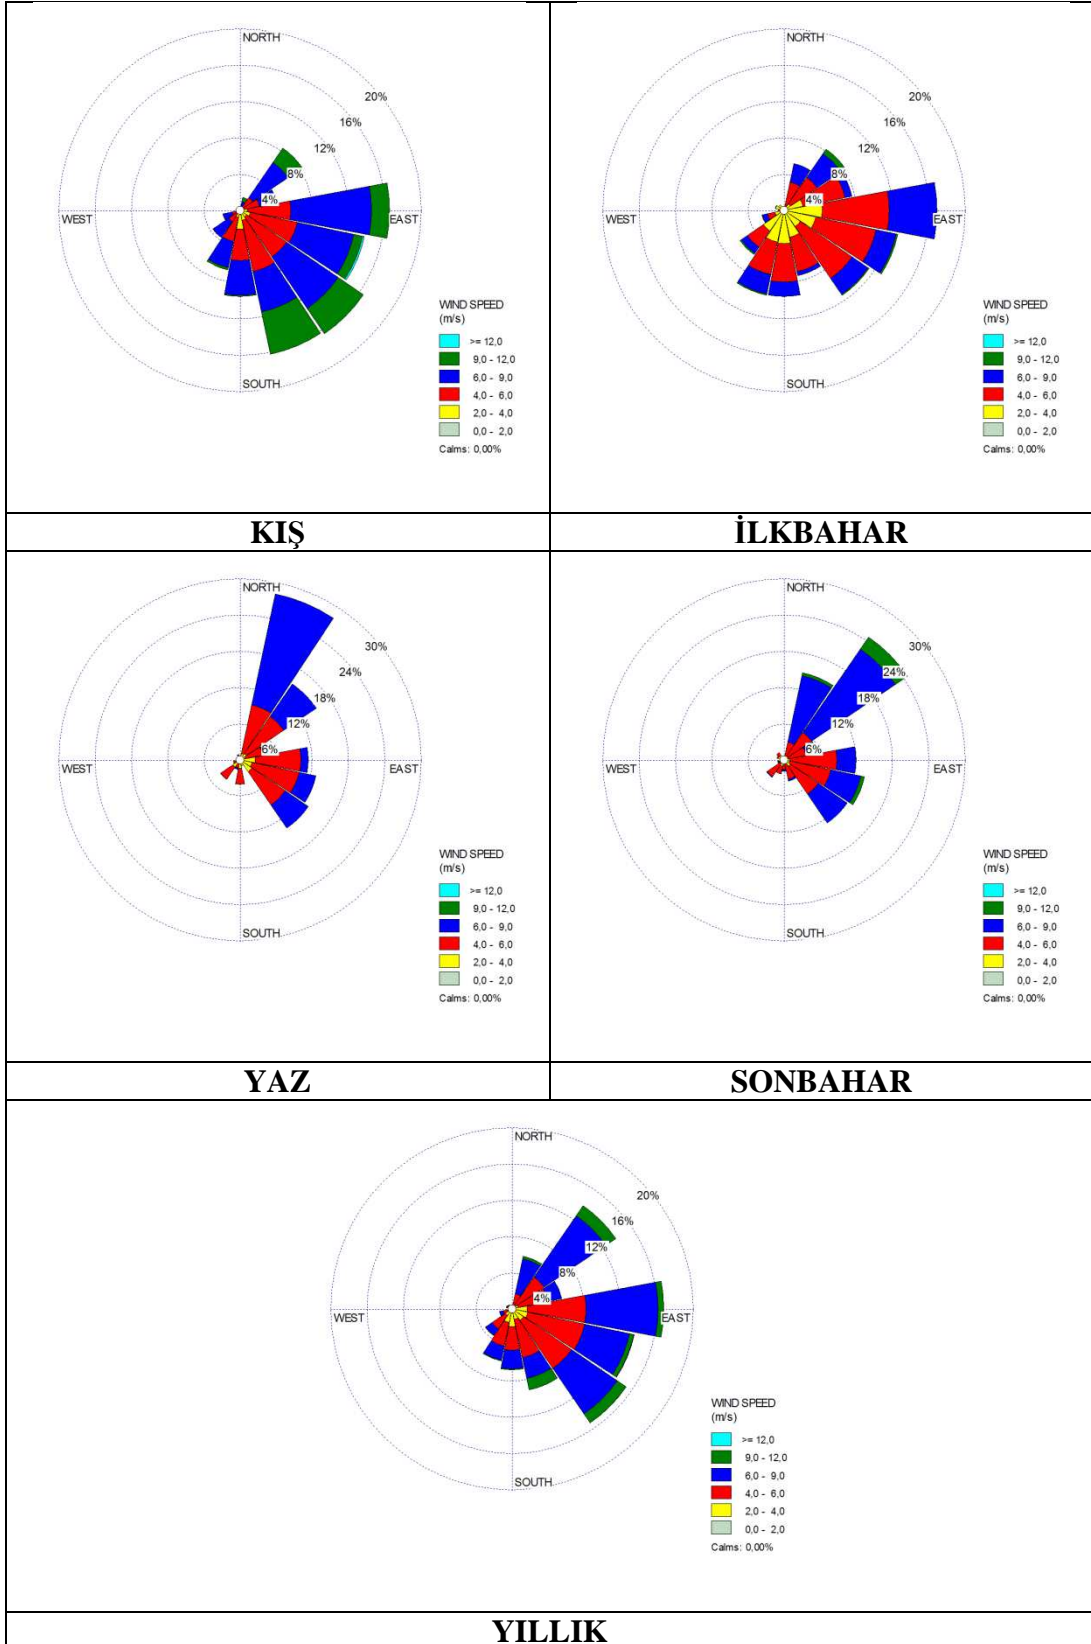 NORTH
20%
16%
12%
8%
4%
WEST
EAST
SOUTH
WIND SPEED
(m/s)
>= 12,0
9,0 - 12,0
6,0 - 9,0
4,0 - 6,0
2,0 - 4,0
0,0 - 2,0
Calms: 0,00%
KIŞ
NORTH
20%
16%
12%
8%
4%
WEST
EAST
SOUTH
WIND SPEED
(m/s)
>= 12,0
9,0 - 12,0
6,0 - 9,0
4,0 - 6,0
2,0 - 4,0
0,0 - 2,0
Calms: 0,00%
İLKBAHAR
NORTH
30%
24%
18%
12%
6%
WEST
EAST
SOUTH
WIND SPEED
(m/s)
>= 12,0
9,0 - 12,0
6,0 - 9,0
4,0 - 6,0
2,0 - 4,0
0,0 - 2,0
Calms: 0,00%
YAZ
NORTH
30%
24%
18%
12%
6%
WEST
EAST
SOUTH
WIND SPEED
(m/s)
>= 12,0
9,0 - 12,0
6,0 - 9,0
4,0 - 6,0
2,0 - 4,0
0,0 - 2,0
Calms: 0,00%
SONBAHAR
NORTH
20%
16%
12%
8%
4%
WEST
EAST
SOUTH
WIND SPEED
(m/s)
>= 12,0
9,0 - 12,0
6,0 - 9,0
4,0 - 6,0
2,0 - 4,0
0,0 - 2,0
Calms: 0,00%
YILLIK